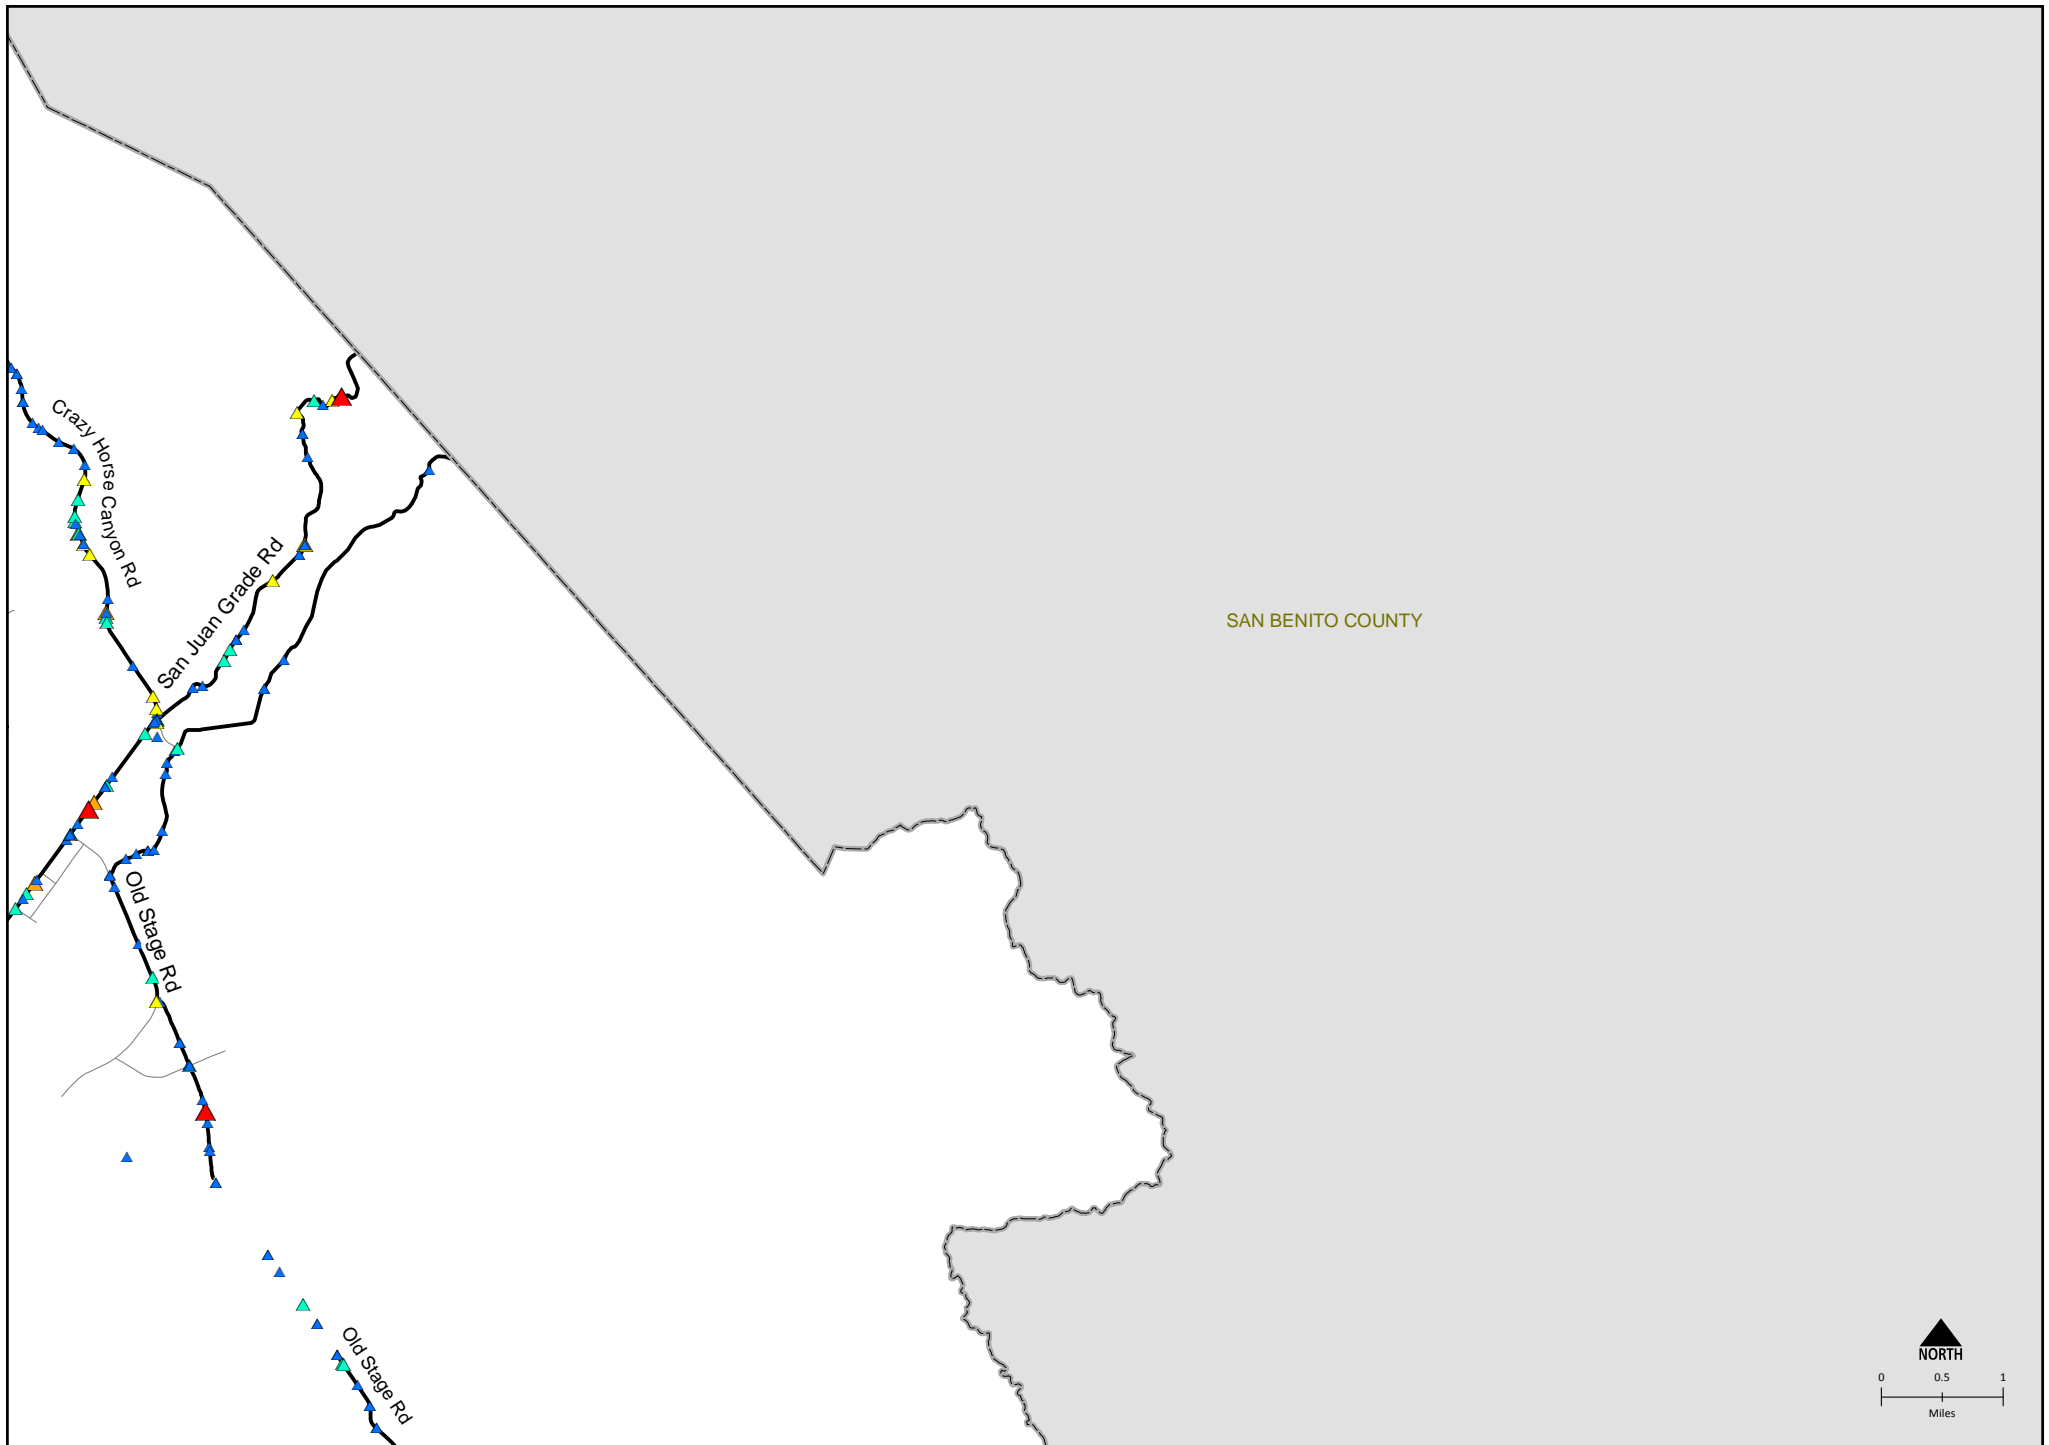 Crazy Horse Canyon Rd
San Juan Grade Rd
SAN BENITO COUNTY
Old Stage Rd
Old Stage Rd
NORTH
0 0.5 1
Miles